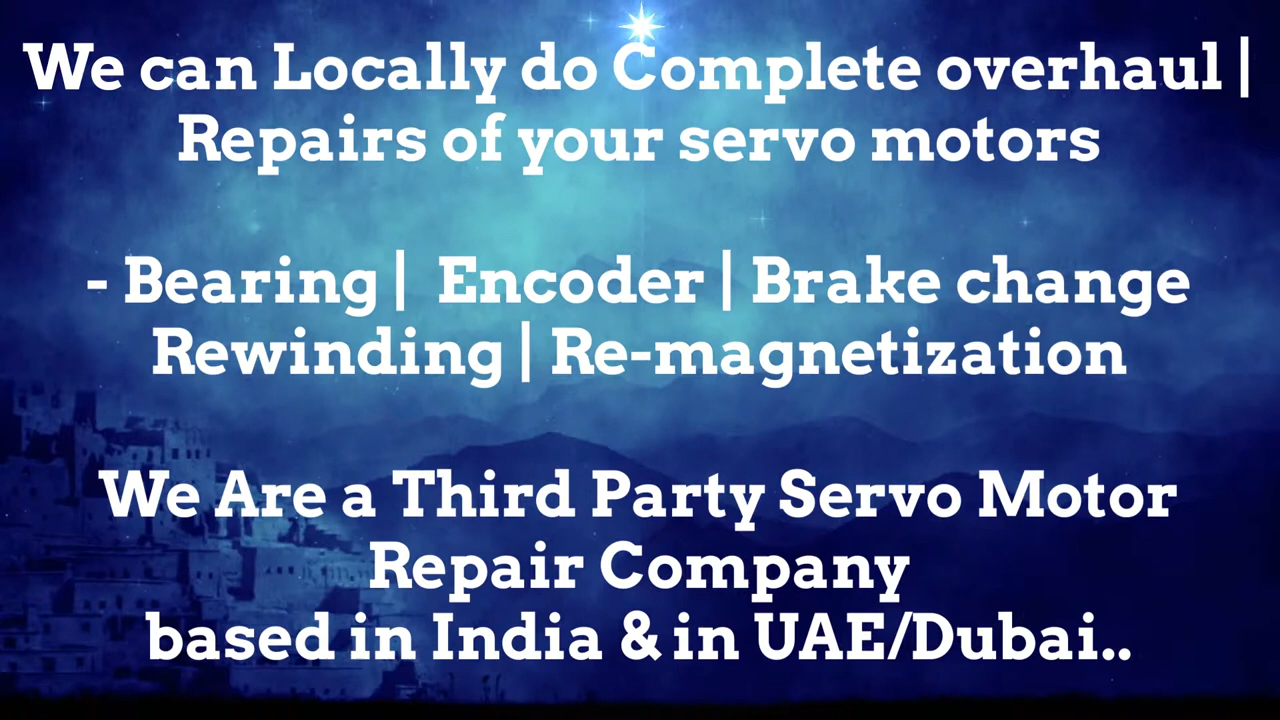 We can Locally do Complete overhaul |
Repairs of your servo motors
- Bearing | Encoder | Brake change
Rewinding | Re-magnetization
We Are a Third Party Servo Motor
Repair Company
based in India & in UAE/Dubai..